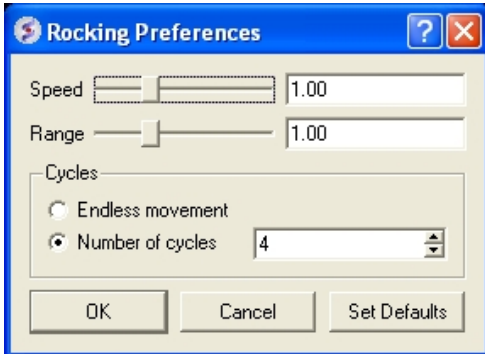 Rocking Preferences ?
Speed 1.00
Range 1.00
Cycles
Endless movement
Number of cycles 4
OK Cancel Set Defaults